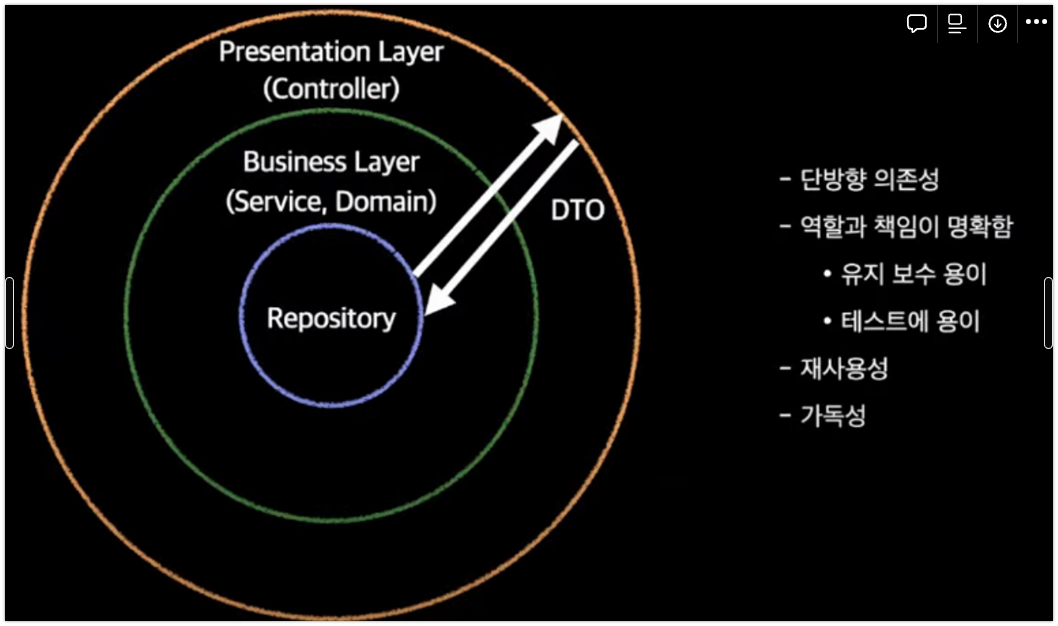 Presentation Layer
(Controller)
Business Layer
(Service, Domain)
DTO
Repository
- 단방향 의존성
- 역할과 책임이 명확함
• 유지 보수 용이
• 테스트에 용이
- 재사용성
- 가독성